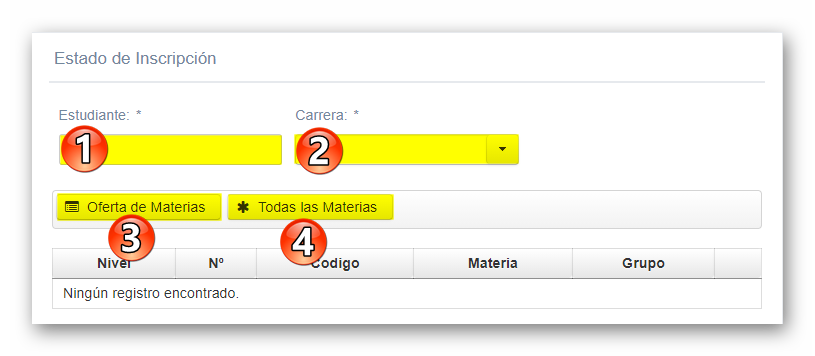 Estado de Inscripción
Estudiante: * Carrera: *
1 2
Oferta de Materias Todas las Materias
3 4
Nivel Nº Codigo Materia Grupo
Ningún registro encontrado.